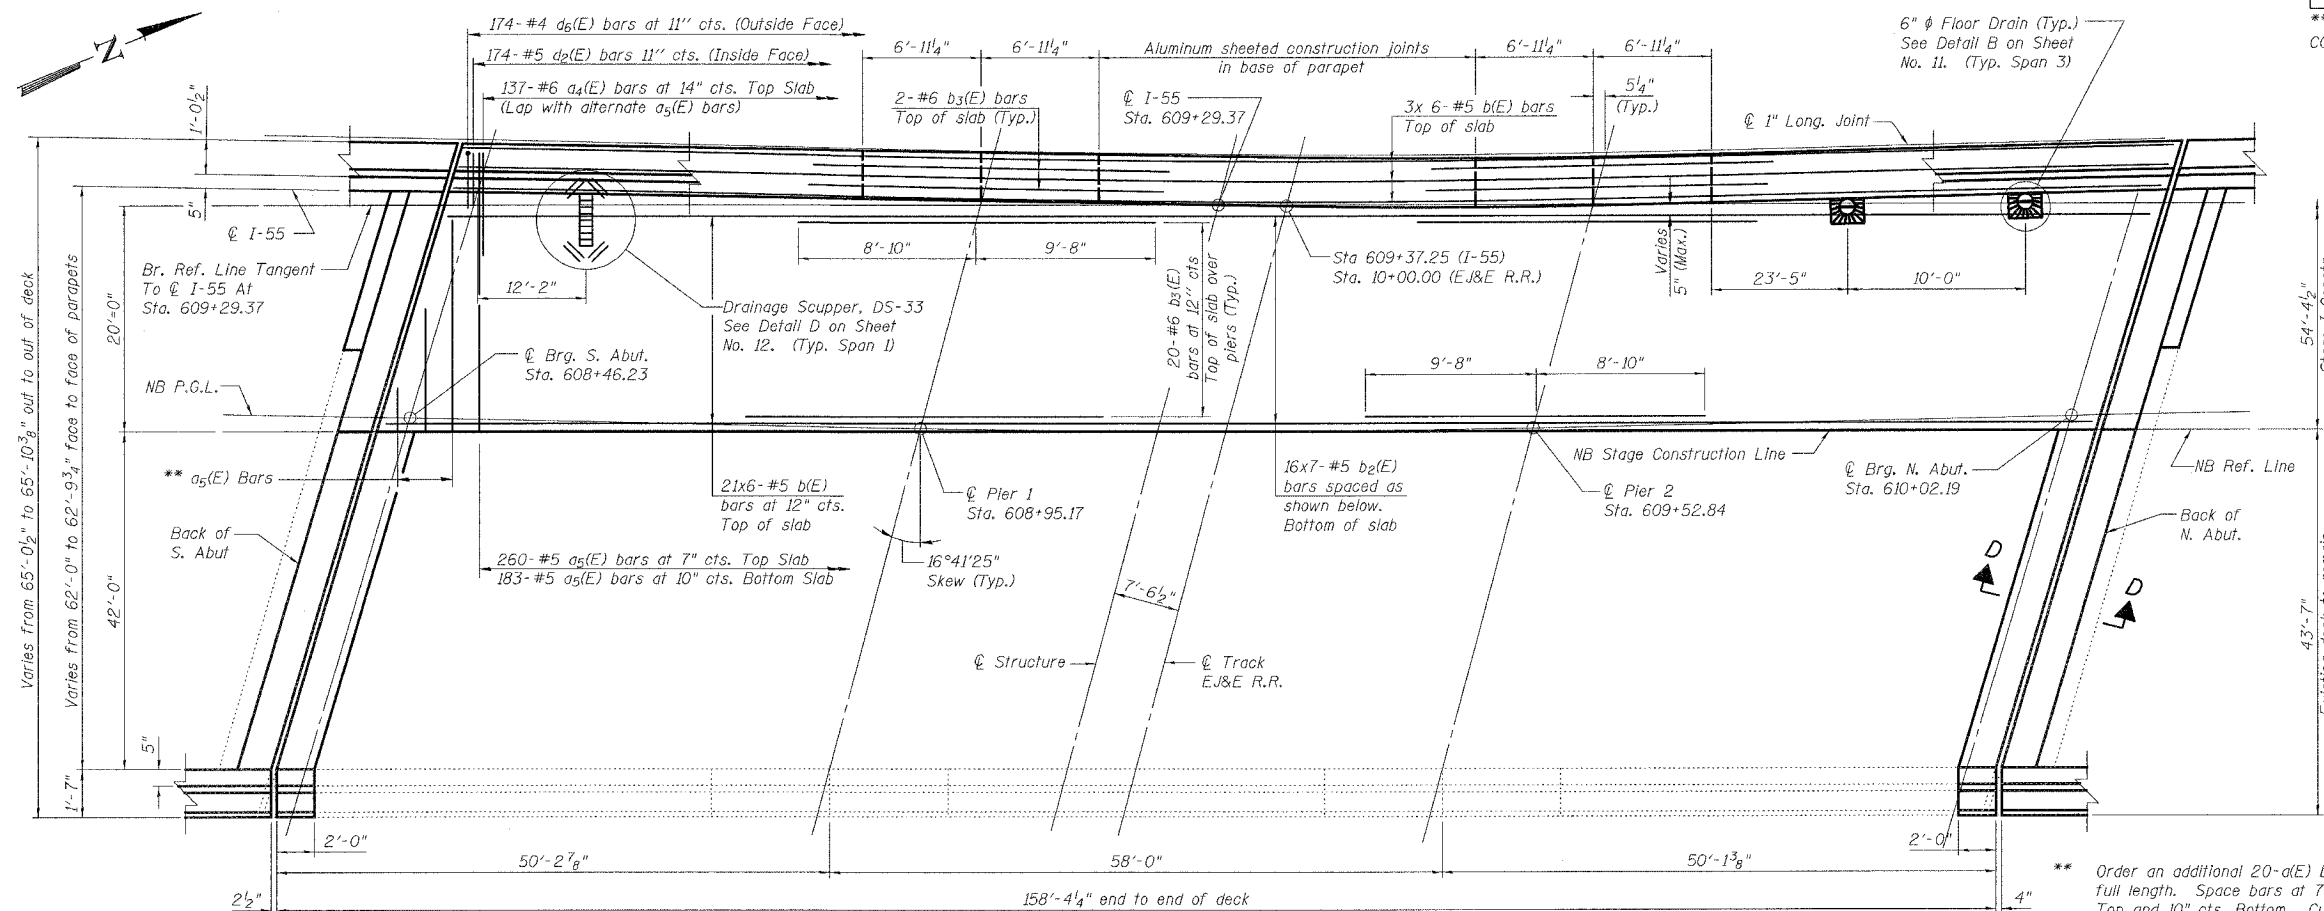 174-#4 d6(E) bars at 11" cts. (Outside Face)
174-#5 d2(E) bars 11" cts. (Inside Face)
137-#6 a4(E) bars at 14" cts. Top Slab
(Lap with alternate a5(E) bars)
6'-11¼"
6'-11¼"
Aluminum sheeted construction joints
in base of parapet
6'-11¼"
6'-11¼"
6" ϕ Floor Drain (Typ.)
See Detail B on Sheet
No. 11. (Typ. Span 3)
**
N
1'-0½"
5"
2-#6 b3(E) bars
Top of slab (Typ.)
℄ I-55
Sta. 609+29.37
3x 6-#5 b(E) bars
Top of slab
5¼"
(Typ.)
℄ 1" Long. Joint
℄ I-55
Br. Ref. Line Tangent
To ℄ I-55 At
Sta. 609+29.37
12'-2"
Drainage Scupper, DS-33
See Detail D on Sheet
No. 12. (Typ. Span 1)
8'-10"
9'-8"
20-#6 b3(E)
bars at 12" cts
Top of slab over
piers (Typ.)
Sta 609+37.25 (I-55)
Sta. 10+00.00 (EJ&E R.R.)
Varies
5" (Max.)
23'-5"
10'-0"
54'-4½"
Varies from 65'-0½" to 65'-10⅜" out to out of deck
Varies from 62'-0" to 62'-9¾" face to face of parapets
20'=0"
42'-0"
NB P.G.L.
℄ Brg. S. Abut.
Sta. 608+46.23
9'-8"
8'-10"
** a5(E) Bars
Back of
S. Abut
21x6-#5 b(E)
bars at 12" cts.
Top of slab
℄ Pier 1
Sta. 608+95.17
16x7-#5 b2(E)
bars spaced as
shown below.
Bottom of slab
℄ Pier 2
Sta. 609+52.84
NB Stage Construction Line
℄ Brg. N. Abut.
Sta. 610+02.19
NB Ref. Line
Back of
N. Abut.
260-#5 a5(E) bars at 7" cts. Top Slab
183-#5 a5(E) bars at 10" cts. Bottom Slab
16°41'25"
Skew (Typ.)
7'-6½"
D
D
43'-7"
℄ Structure
℄ Track
EJ&E R.R.
5"
1'-7"
2'-0"
2'-0"
50'-2⅞"
58'-0"
50'-1⅜"
2½"
158'-4¼" end to end of deck
4"
** Order an additional 20-a(E)
full length. Space bars at 7
Top and 10" cts. Bottom.